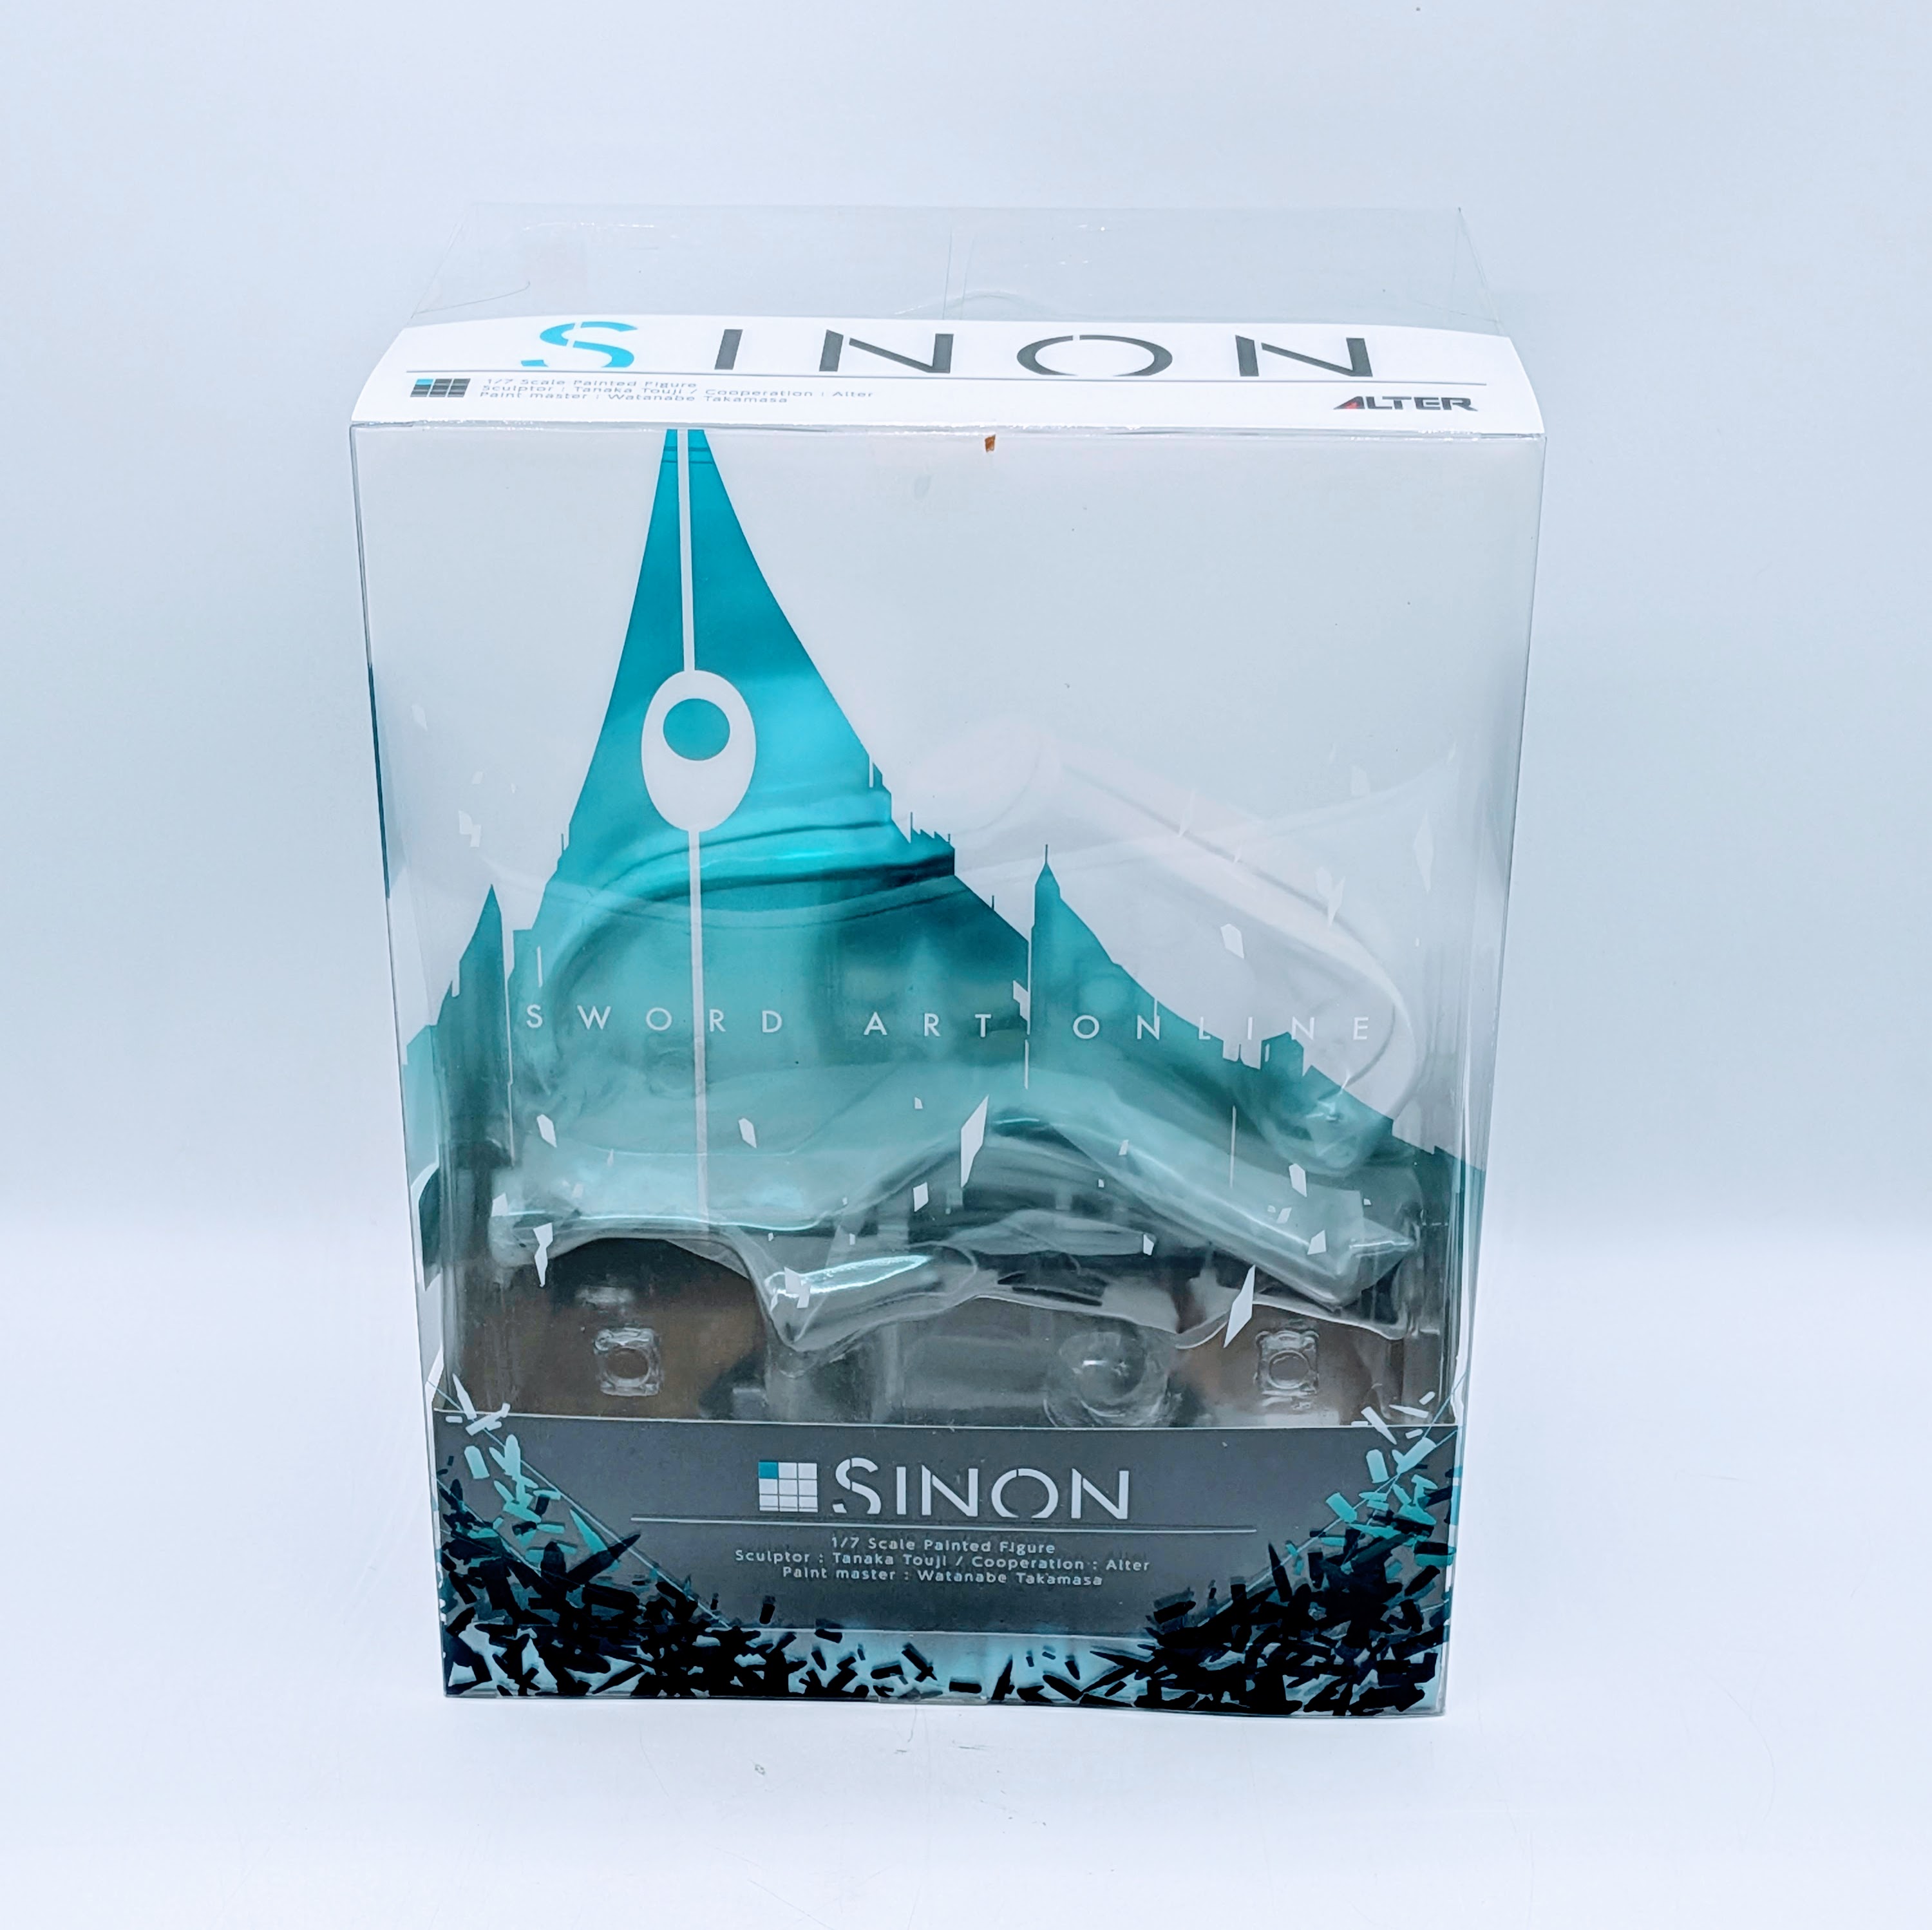 SINON
1/7 Scale Painted Figure
Sculptor : Tanaka Touji / Cooperation : Alter
Paint master : Watanabe Takamasa
ALTER
SWORD ART ONLINE
SINON
1/7 Scale Painted Figure
Sculptor : Tanaka Touji / Cooperation : Alter
Paint master : Watanabe Takamasa